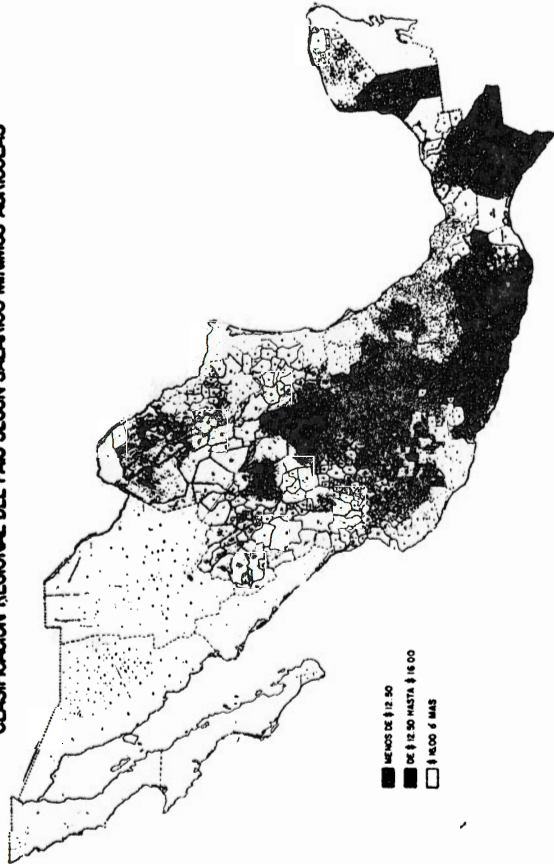 CLASIFICACION REGIONAL DEL PAIS SEGUN SALARIOS MINIMOS AGRICOLAS
MENOS DE $ 12.50
DE $ 12.50 HASTA $ 16.00
$ 16.00 ó MAS